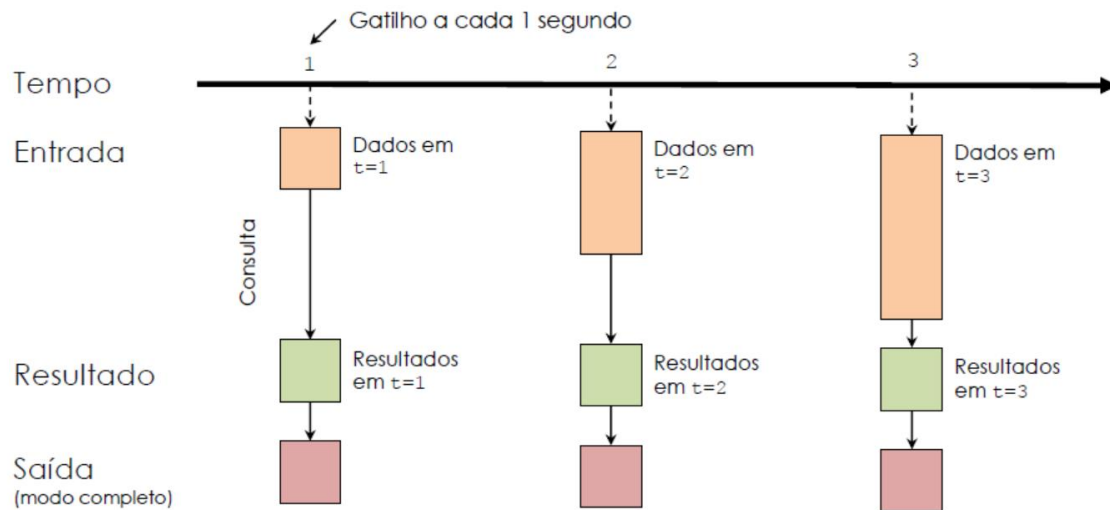 Gatilho a cada 1 segundo
1
2
3
Tempo
Entrada
Dados em
t=1
Dados em
t=2
Dados em
t=3
Consulta
Resultado
Resultados
em t=1
Resultados
em t=2
Resultados
em t=3
Saída
(modo completo)